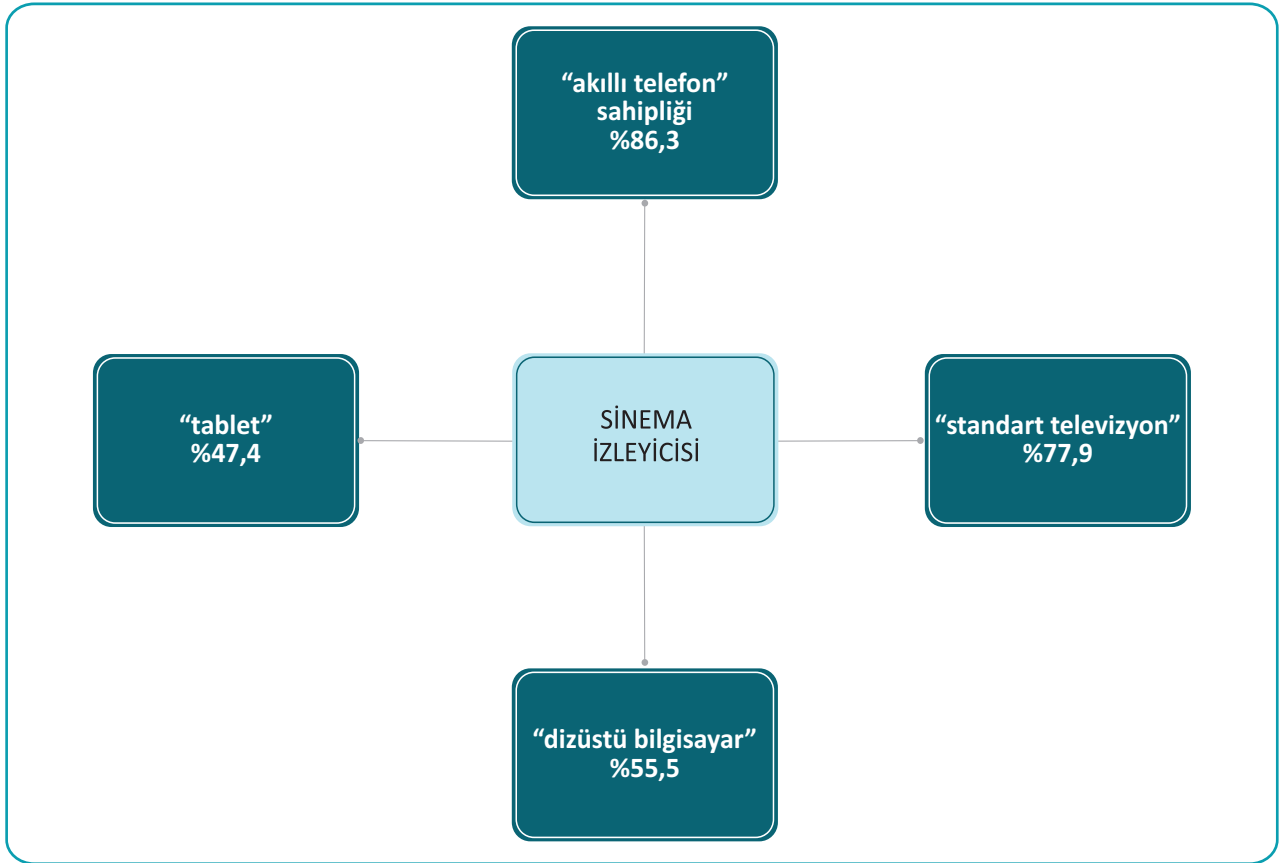 “akıllı telefon”
sahipliği
%86,3
“tablet”
%47,4
SİNEMA
İZLEYİCİSİ
“standart televizyon”
%77,9
“dizüstü bilgisayar”
%55,5